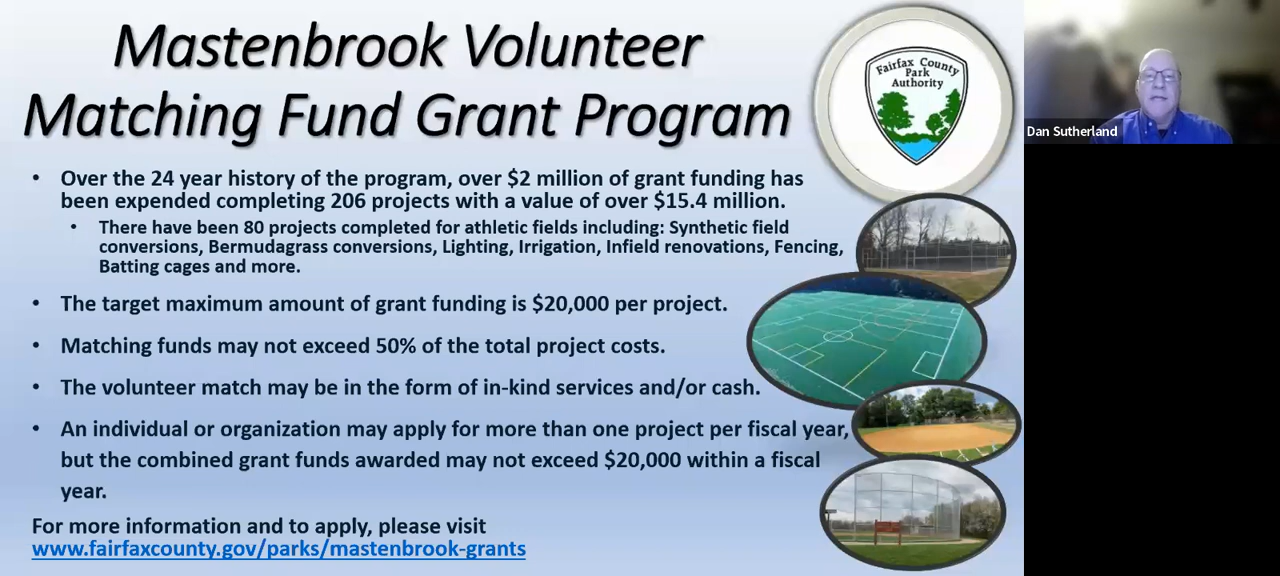 Mastenbrook Volunteer
Matching Fund Grant Program
Fairfax County
Park
Authority
Dan Sutherland
• Over the 24 year history of the program, over $2 million of grant funding has
been expended completing 206 projects with a value of over $15.4 million.
• There have been 80 projects completed for athletic fields including: Synthetic field
conversions, Bermudagrass conversions, Lighting, Irrigation, Infield renovations, Fencing,
Batting cages and more.
• The target maximum amount of grant funding is $20,000 per project.
• Matching funds may not exceed 50% of the total project costs.
• The volunteer match may be in the form of in-kind services and/or cash.
• An individual or organization may apply for more than one project per fiscal year,
but the combined grant funds awarded may not exceed $20,000 within a fiscal
year.
For more information and to apply, please visit
www.fairfaxcounty.gov/parks/mastenbrook-grants